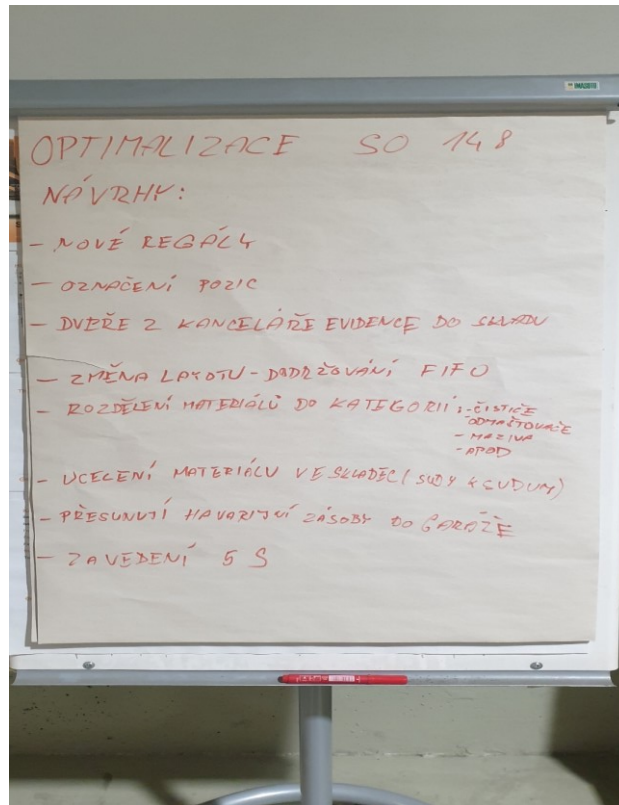 OPTIMALIZACE SO 148
NÁVRHY:
- NOVÉ REGÁLY
- OZNAČENÍ POZIC
- DVEŘE Z KANCELÁŘE EVIDENCE DO SKLADU
- ZMĚNA LAYOTU - DODRŽOVÁNÍ FIFO
- ROZDĚLENÍ MATERIÁLŮ DO KATEGORIÍ: - ČISTIČE
- ODMAŠŤOVAČE
- MAZIVA
- APOD
- UCELENÍ MATERIÁLU VE SKLADEC (SUDY K SUDUM)
- PŘESUNUTÍ HAVARIJNÍ ZÁSOBY DO GARÁŽE
- ZAVEDENÍ 5 S